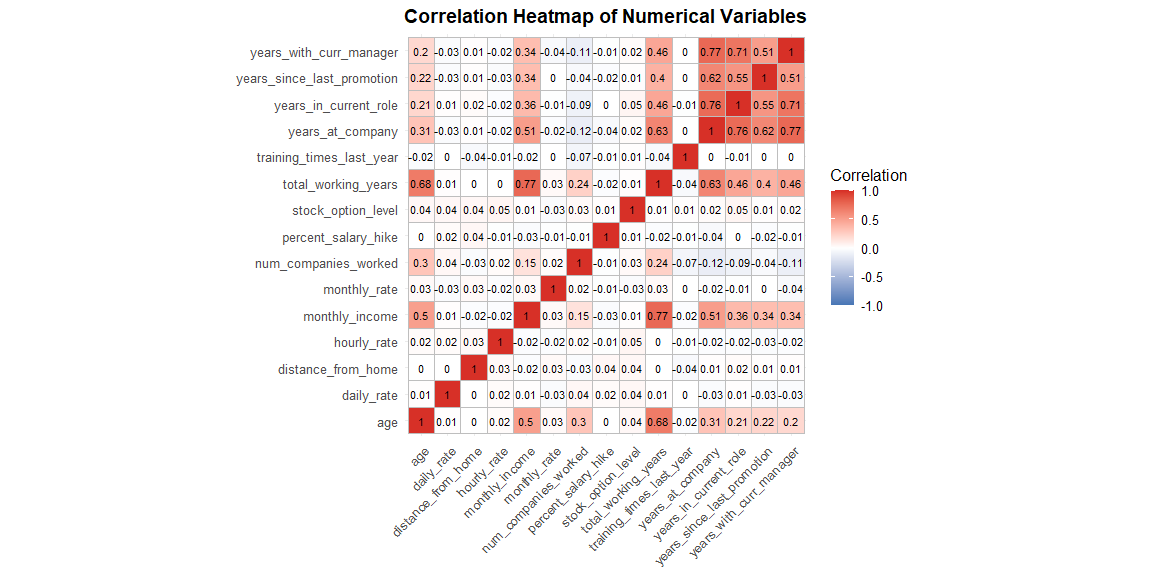 Correlation Heatmap of Numerical Variables
years_with_curr_manager 0.2 -0.03 0.01 -0.02 0.34 -0.04 -0.11 -0.01 0.02 0.46 0 0.77 0.71 0.51 1
years_since_last_promotion 0.22 -0.03 0.01 -0.03 0.34 0 -0.04 -0.02 0.01 0.4 0 0.62 0.55 1 0.51
years_in_current_role 0.21 0.01 0.02 -0.02 0.36 -0.01 -0.09 0 0.05 0.46 -0.01 0.76 1 0.55 0.71
years_at_company 0.31 -0.03 0.01 -0.02 0.51 -0.02 -0.12 -0.04 0.02 0.63 0 1 0.76 0.62 0.77
training_times_last_year -0.02 0 -0.04 -0.01 -0.02 0 -0.07 -0.01 0.01 -0.04 1 0 -0.01 0 0
total_working_years 0.68 0.01 0 0 0.77 0.03 0.24 -0.02 0.01 1 -0.04 0.63 0.46 0.4 0.46
stock_option_level 0.04 0.04 0.04 0.05 0.01 -0.03 0.03 0.01 1 0.01 0.01 0.02 0.05 0.01 0.02
percent_salary_hike 0 0.02 0.04 -0.01 -0.03 -0.01 -0.01 1 0.01 -0.02 -0.01 -0.04 0 -0.02 -0.01
num_companies_worked 0.3 0.04 -0.03 0.02 0.15 0.02 1 -0.01 0.03 0.24 -0.07 -0.12 -0.09 -0.04 -0.11
monthly_rate 0.03 -0.03 0.03 -0.02 0.03 1 0.02 -0.01 -0.03 0.03 0 -0.02 -0.01 0 -0.04
monthly_income 0.5 0.01 -0.02 -0.02 1 0.03 0.15 -0.03 0.01 0.77 -0.02 0.51 0.36 0.34 0.34
hourly_rate 0.02 0.02 0.03 1 -0.02 -0.02 0.02 -0.01 0.05 0 -0.01 -0.02 -0.02 -0.03 -0.02
distance_from_home 0 0 1 0.03 -0.02 0.03 -0.03 0.04 0.04 0 -0.04 0.01 0.02 0.01 0.01
daily_rate 0.01 1 0 0.02 0.01 -0.03 0.04 0.02 0.04 0.01 0 -0.03 0.01 -0.03 -0.03
age 1 0.01 0 0.02 0.5 0.03 0.3 0 0.04 0.68 -0.02 0.31 0.21 0.22 0.2
age
daily_rate
distance_from_home
hourly_rate
monthly_income
monthly_rate
num_companies_worked
percent_salary_hike
stock_option_level
total_working_years
training_times_last_year
years_at_company
years_in_current_role
years_since_last_promotion
years_with_curr_manager
Correlation
1.0
0.5
0.0
-0.5
-1.0